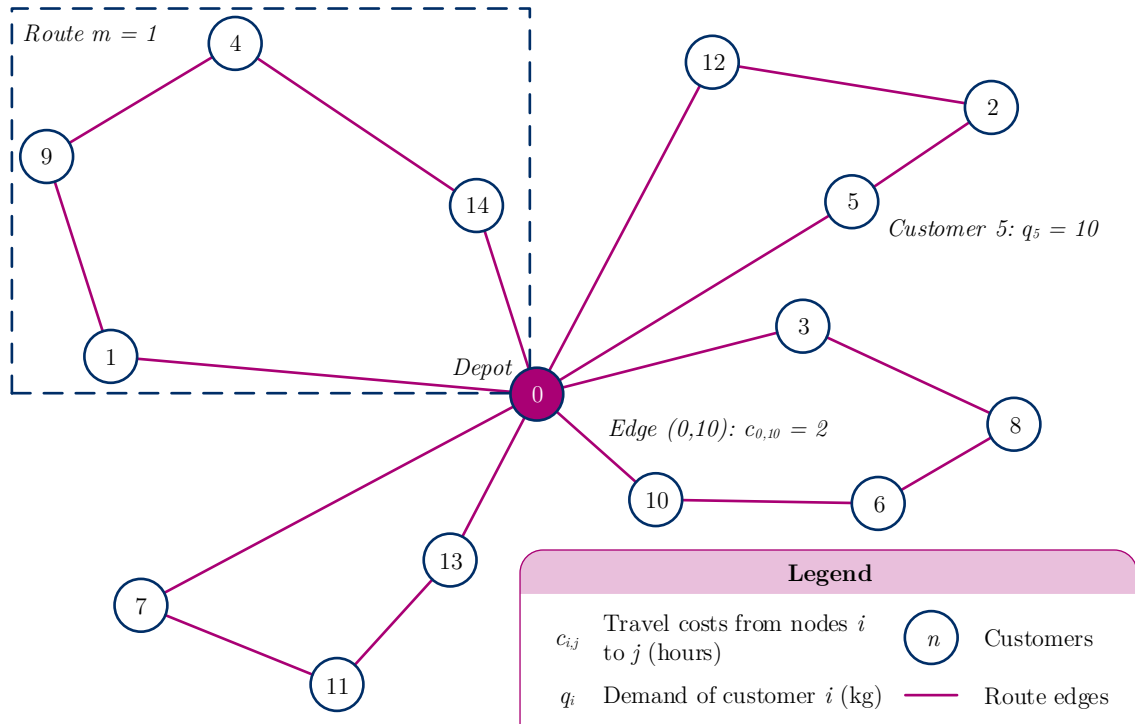 Route m = 1
4
12
2
9
5
14
Customer 5: q₅ = 10
3
1
Depot
0
Edge (0,10): c₀,₁₀ = 2
8
10
6
13
7
11
Legend
cᵢ,ⱼ Travel costs from nodes i
to j (hours)
n Customers
qᵢ Demand of customer i (kg)
Route edges